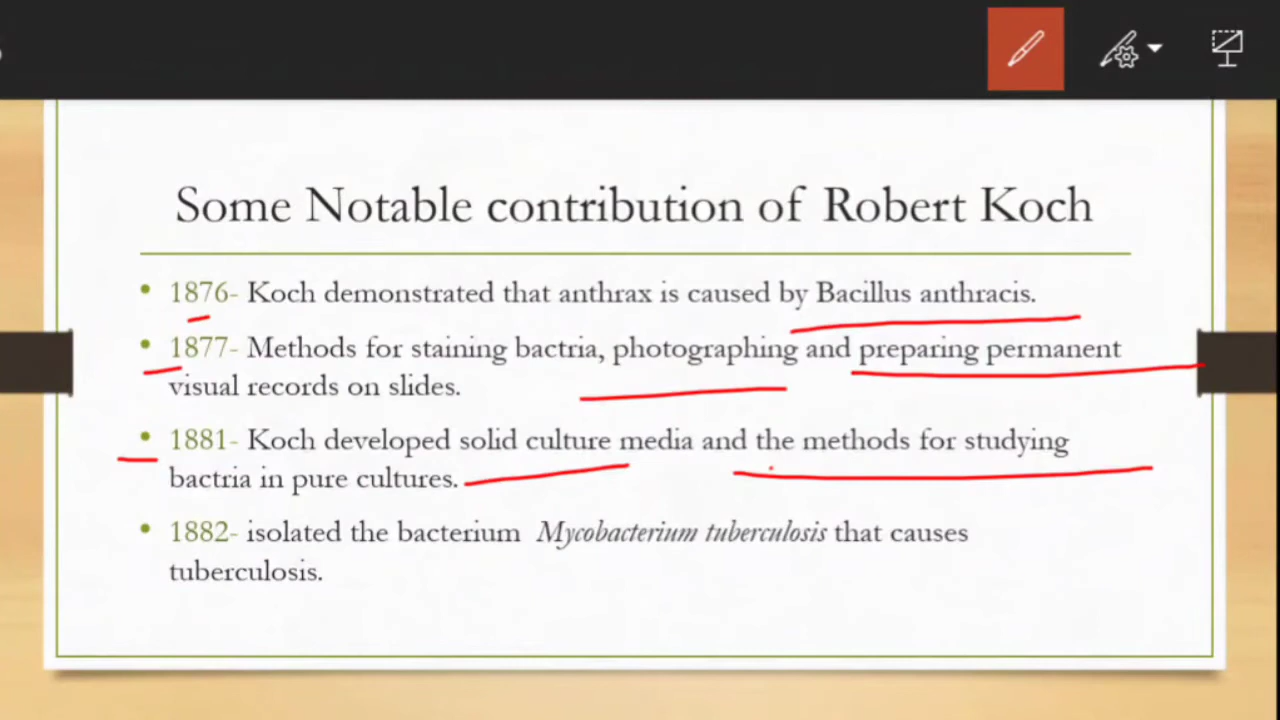 Some Notable contribution of Robert Koch
• 1876- Koch demonstrated that anthrax is caused by Bacillus anthracis.
• 1877- Methods for staining bactria, photographing and preparing permanent
visual records on slides.
• 1881- Koch developed solid culture media and the methods for studying
bactria in pure cultures.
• 1882- isolated the bacterium Mycobacterium tuberculosis that causes
tuberculosis.